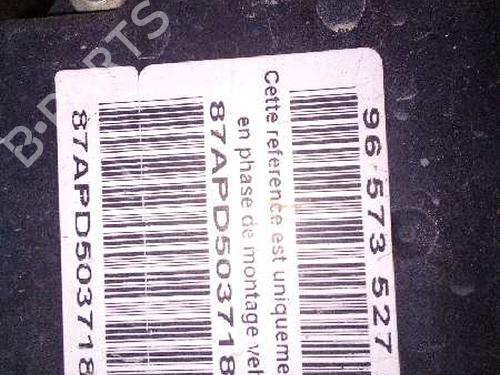 96 573 527
Cette reference est uniqueme
en phase de montage veh
87APD503718
87APD503718
B-PARTS